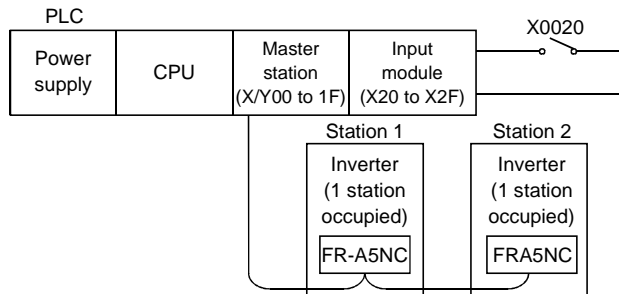 PLC
Power
supply
CPU
Master
station
(X/Y00 to 1F)
Input
module
(X20 to X2F)
X0020
Station 1
Inverter
(1 station
occupied)
FR-A5NC
Station 2
Inverter
(1 station
occupied)
FRA5NC